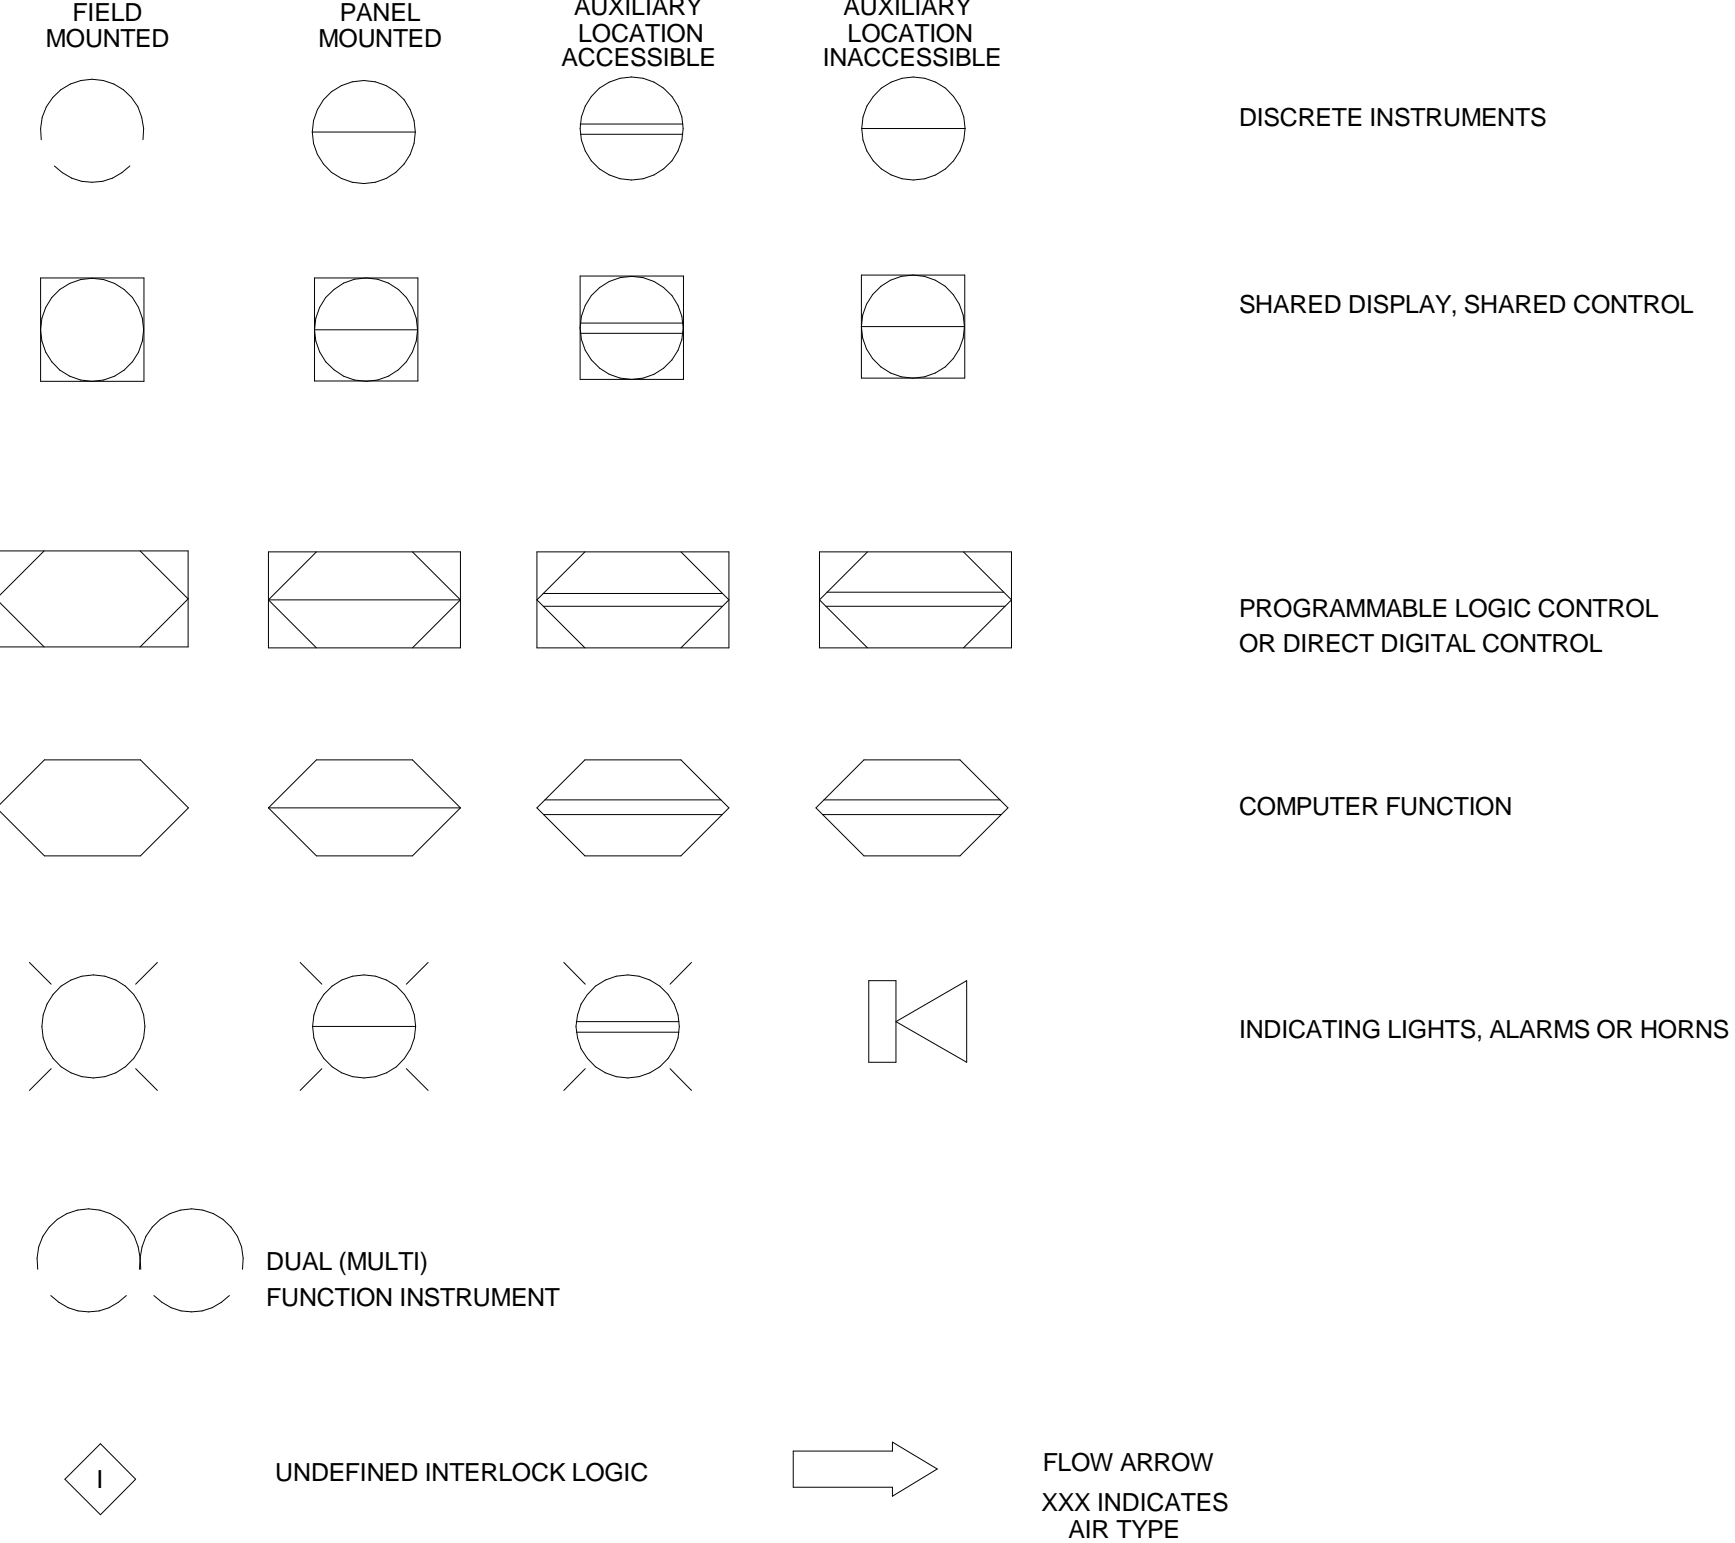 FIELD
MOUNTED
PANEL
MOUNTED
AUXILIARY
LOCATION
ACCESSIBLE
AUXILIARY
LOCATION
INACCESSIBLE
DISCRETE INSTRUMENTS
SHARED DISPLAY, SHARED CONTROL
PROGRAMMABLE LOGIC CONTROL
OR DIRECT DIGITAL CONTROL
COMPUTER FUNCTION
INDICATING LIGHTS, ALARMS OR HORNS
DUAL (MULTI)
FUNCTION INSTRUMENT
I
UNDEFINED INTERLOCK LOGIC
FLOW ARROW
XXX INDICATES
AIR TYPE